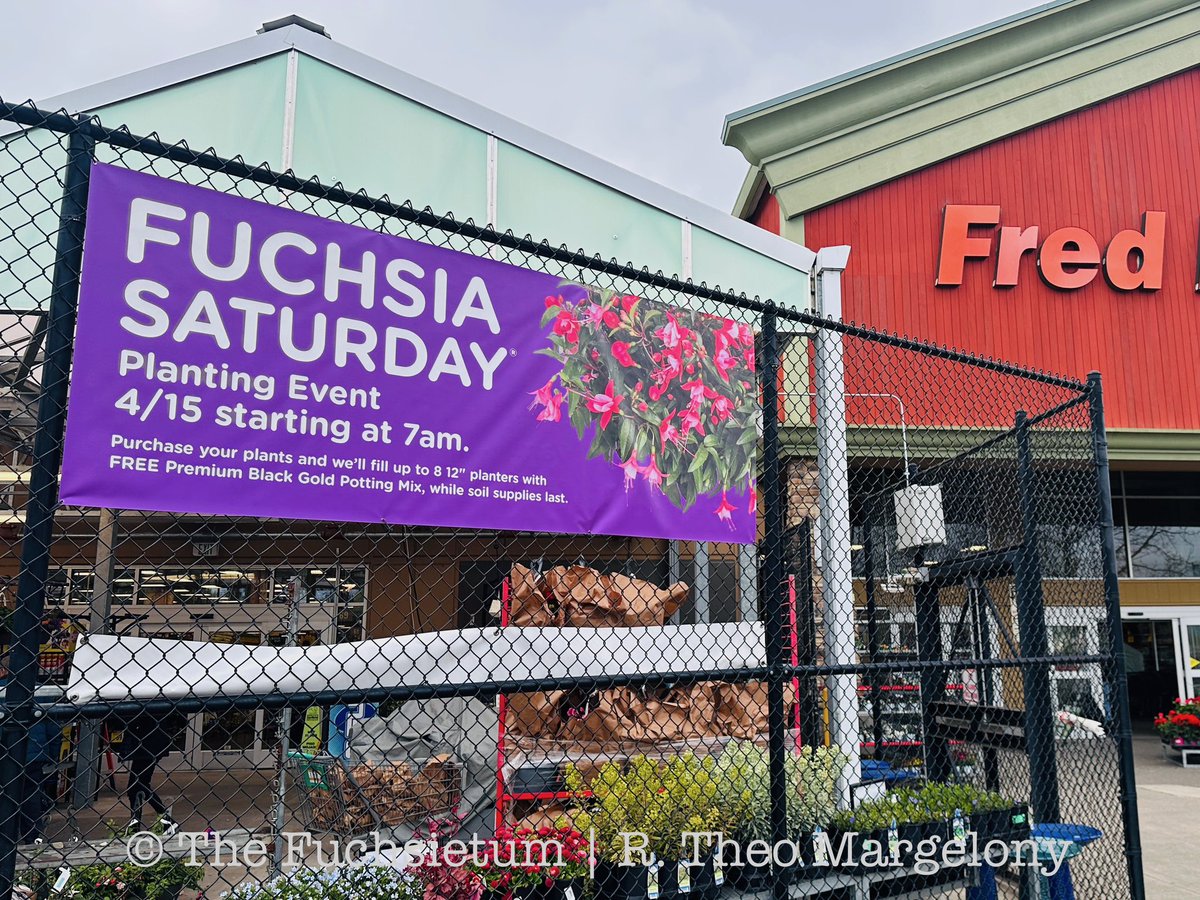 FUCHSIA
SATURDAY®
Planting Event
4/15 starting at 7am.
Purchase your plants and we'll fill up to 8 12" planters with
FREE Premium Black Gold Potting Mix, while soil supplies last.
Fred
© The Fuchsietum | R. Theo Margelony